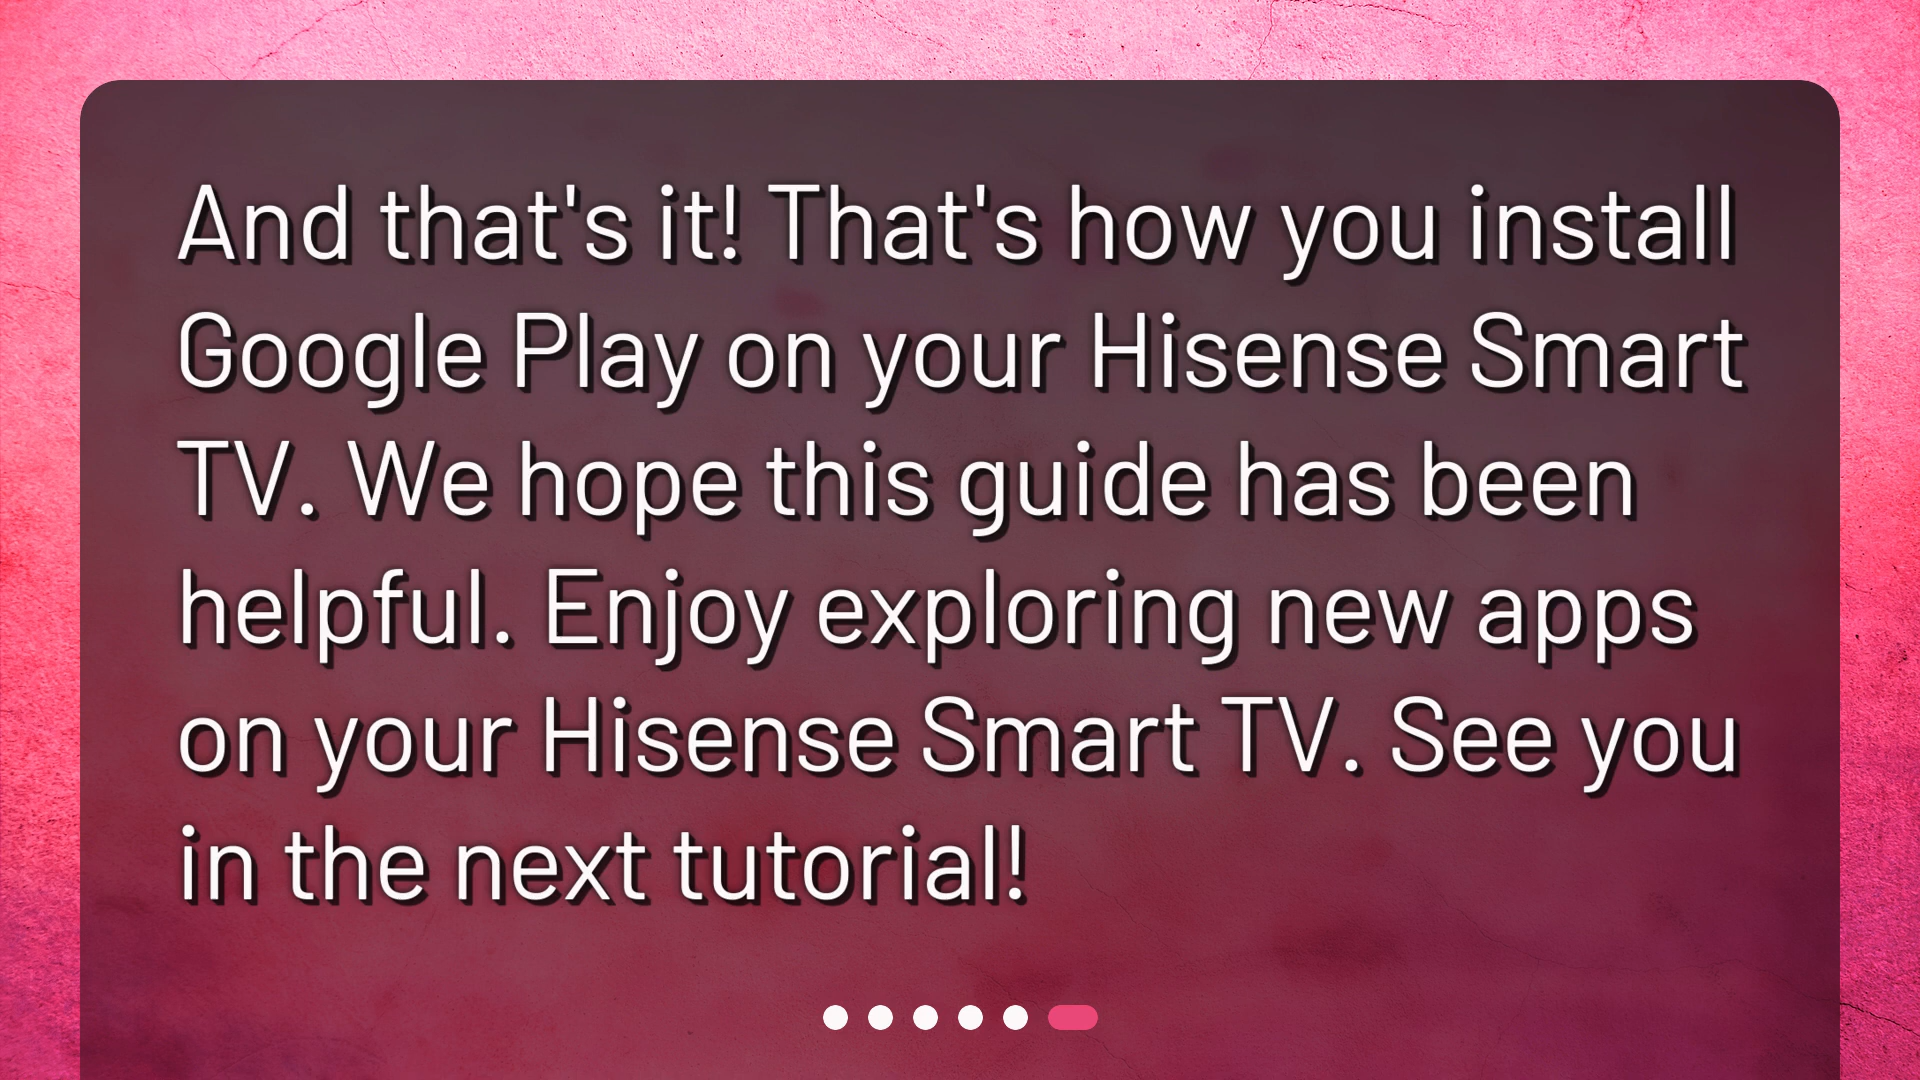 And that's it! That's how you install
Google Play on your Hisense Smart
TV. We hope this guide has been
helpful. Enjoy exploring new apps
on your Hisense Smart TV. See you
in the next tutorial!